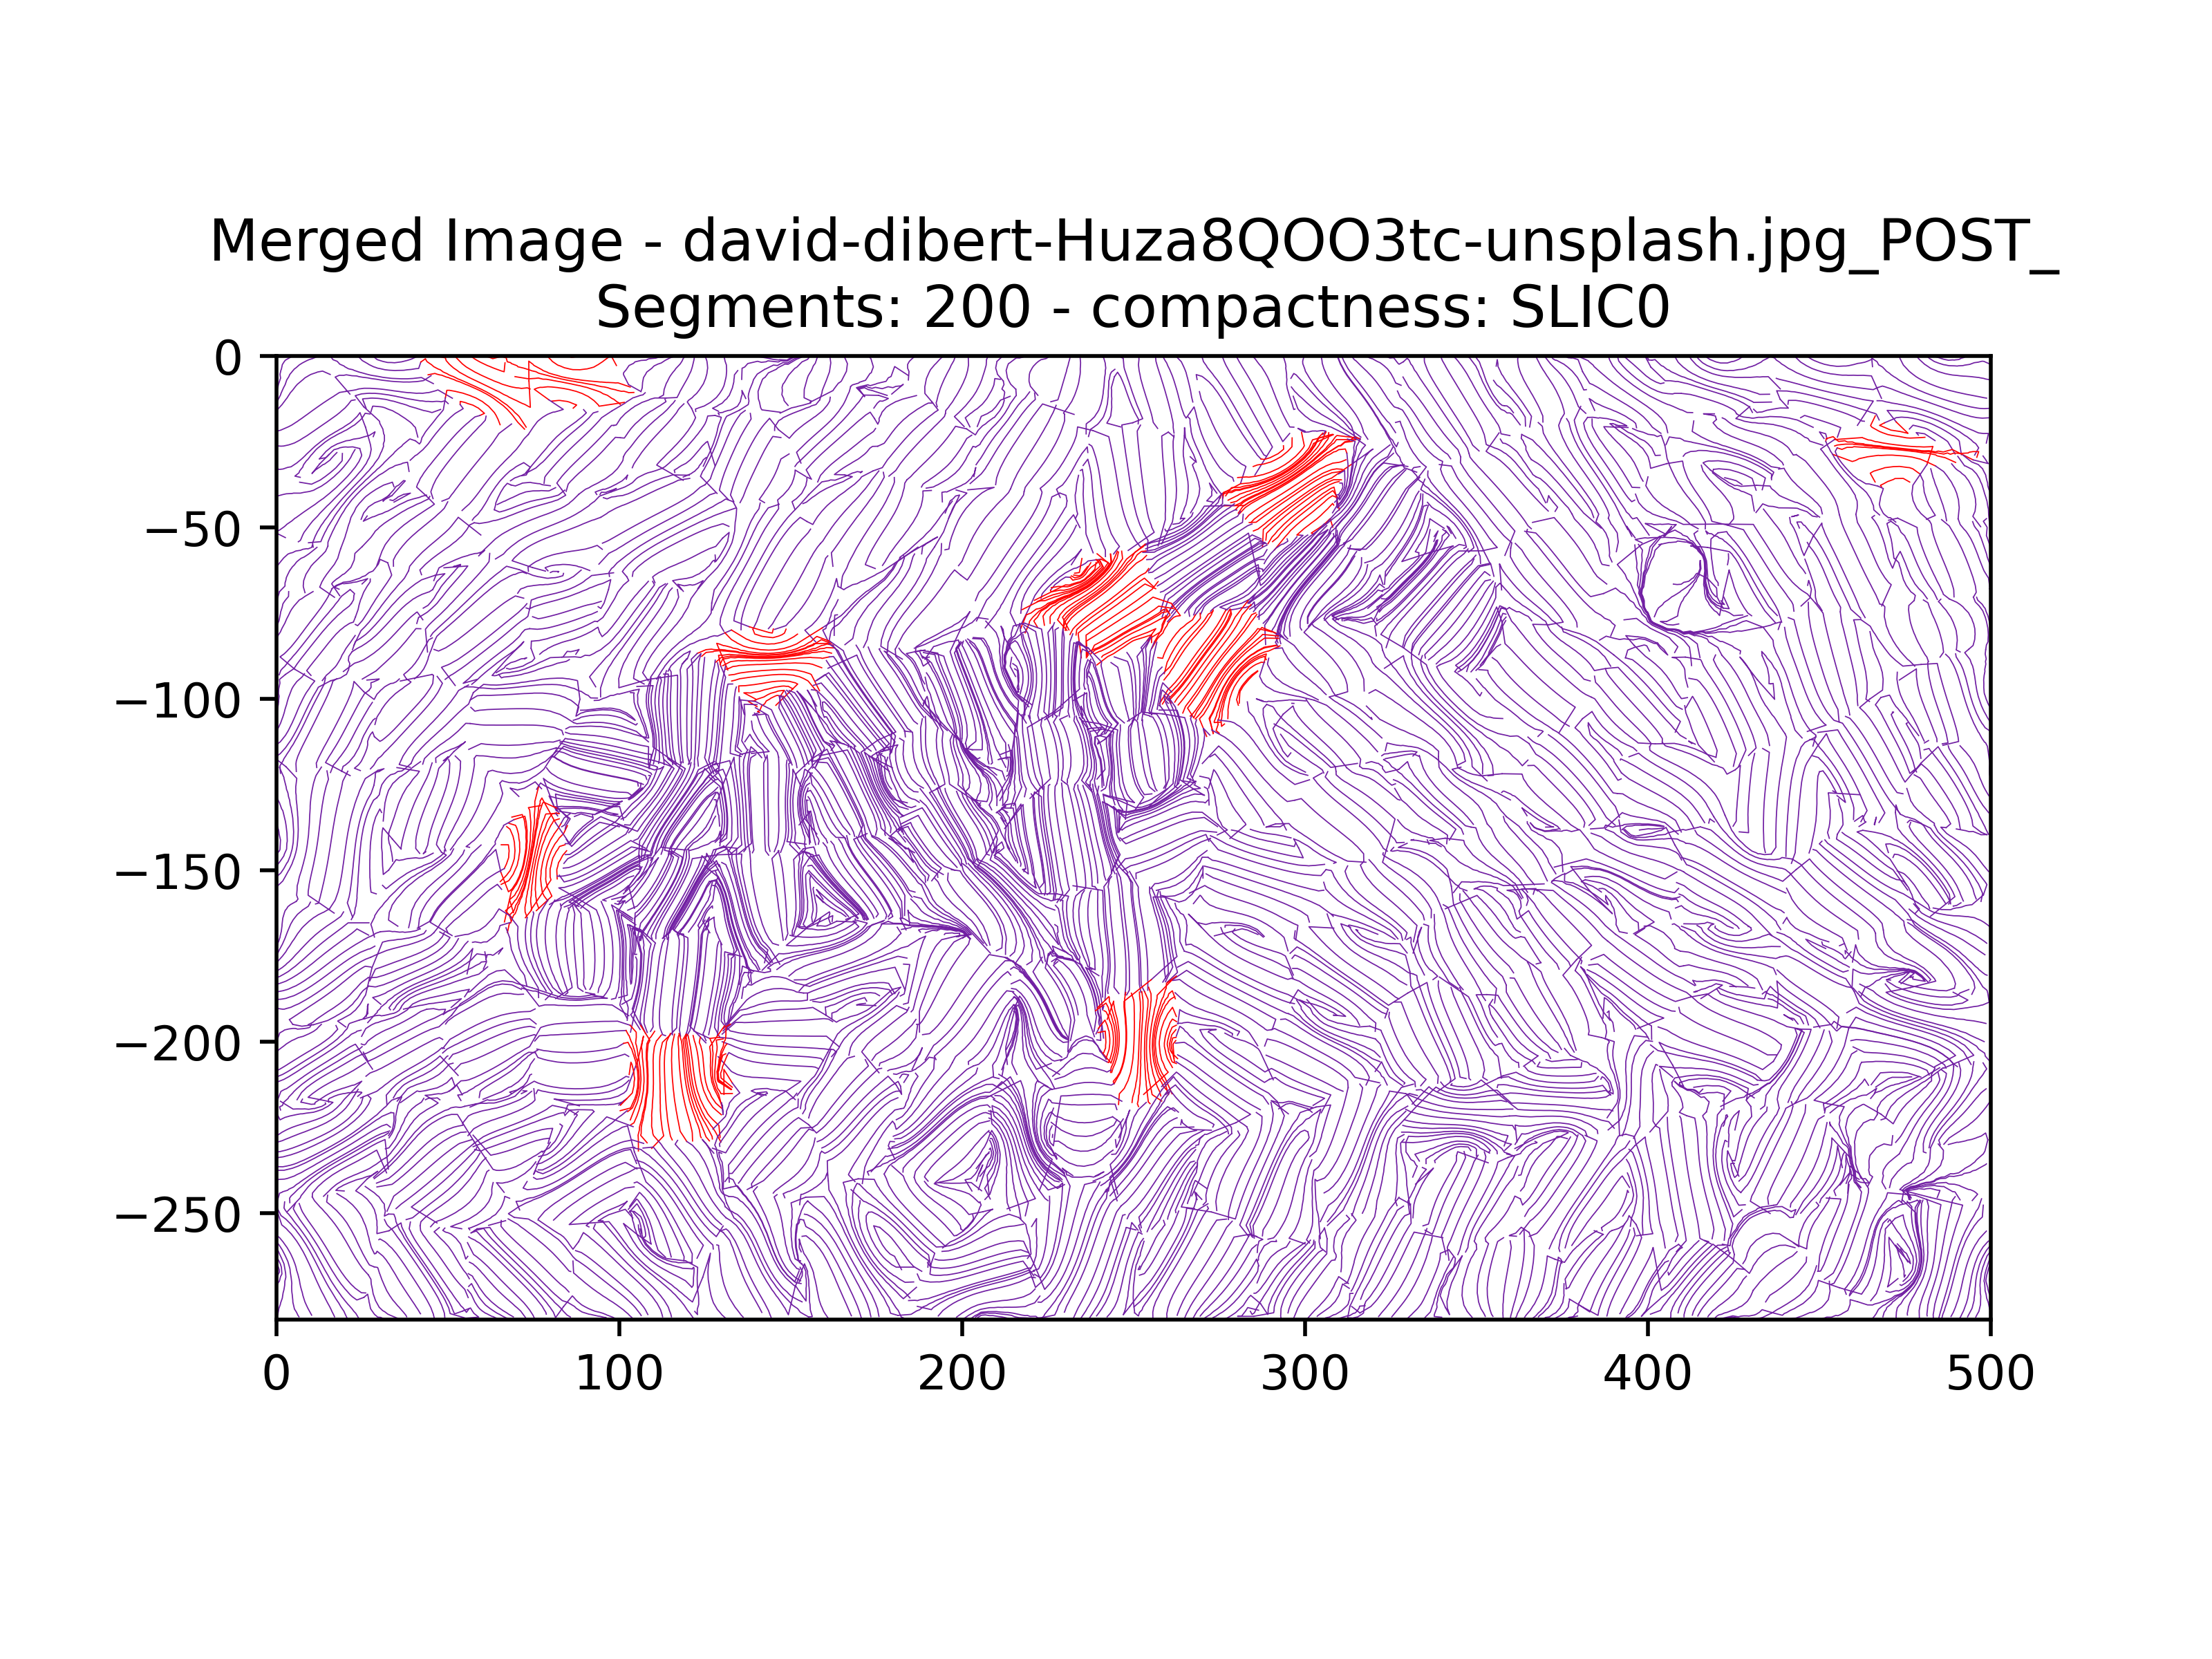 Merged Image - david-dibert-Huza8QOO3tc-unsplash.jpg_POST_
Segments: 200 - compactness: SLIC0
0
−50
−100
−150
−200
−250
0 100 200 300 400 500